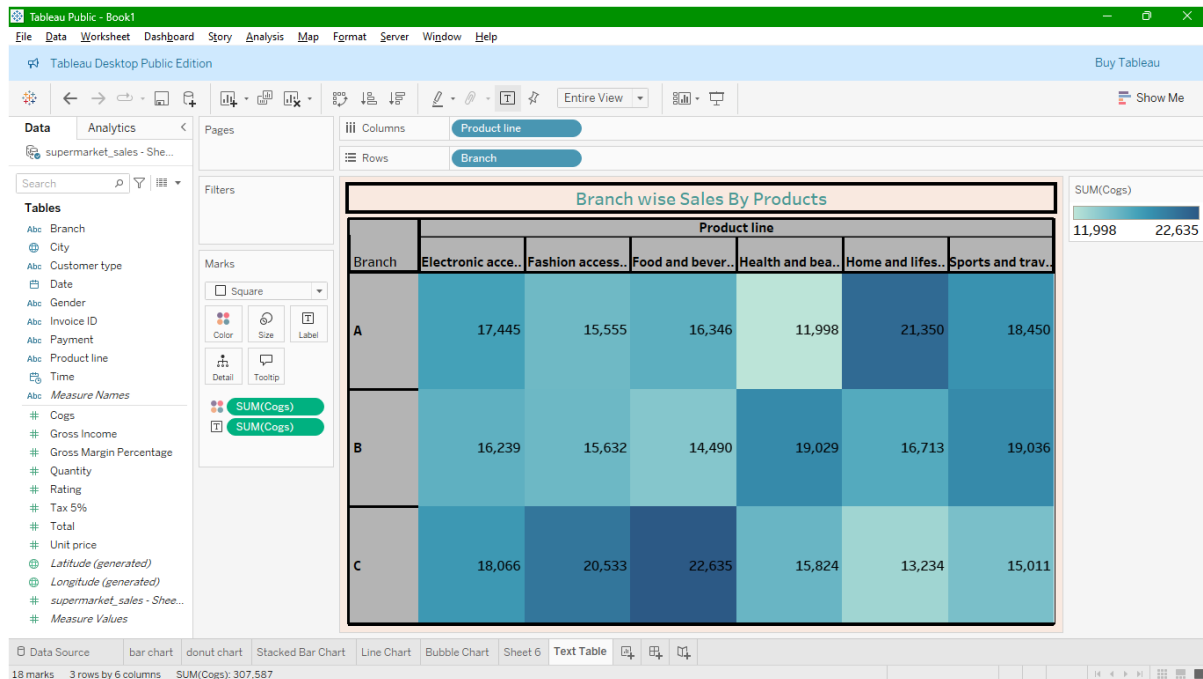 Tableau Public - Book1
File Data Worksheet Dashboard Story Analysis Map Format Server Window Help
Tableau Desktop Public Edition Buy Tableau
Entire View Show Me
Data Analytics
supermarket_sales - She...
Search
Tables
Abc Branch
City
Abc Customer type
Date
Abc Gender
Abc Invoice ID
Abc Payment
Abc Product line
Time
Abc Measure Names
# Cogs
# Gross Income
# Gross Margin Percentage
# Quantity
# Rating
# Tax 5%
# Total
# Unit price
Latitude (generated)
Longitude (generated)
# supermarket_sales - Shee...
# Measure Values
Pages
Filters
Marks
Square
Color Size Label
Detail Tooltip
SUM(Cogs)
SUM(Cogs)
Columns Product line
Rows Branch
Branch wise Sales By Products
Product line
Branch Electronic acce.. Fashion access.. Food and bever.. Health and bea.. Home and lifes.. Sports and trav..
A 17,445 15,555 16,346 11,998 21,350 18,450
B 16,239 15,632 14,490 19,029 16,713 19,036
C 18,066 20,533 22,635 15,824 13,234 15,011
SUM(Cogs)
11,998 22,635
Data Source bar chart donut chart Stacked Bar Chart Line Chart Bubble Chart Sheet 6 Text Table
18 marks 3 rows by 6 columns SUM(Cogs): 307,587